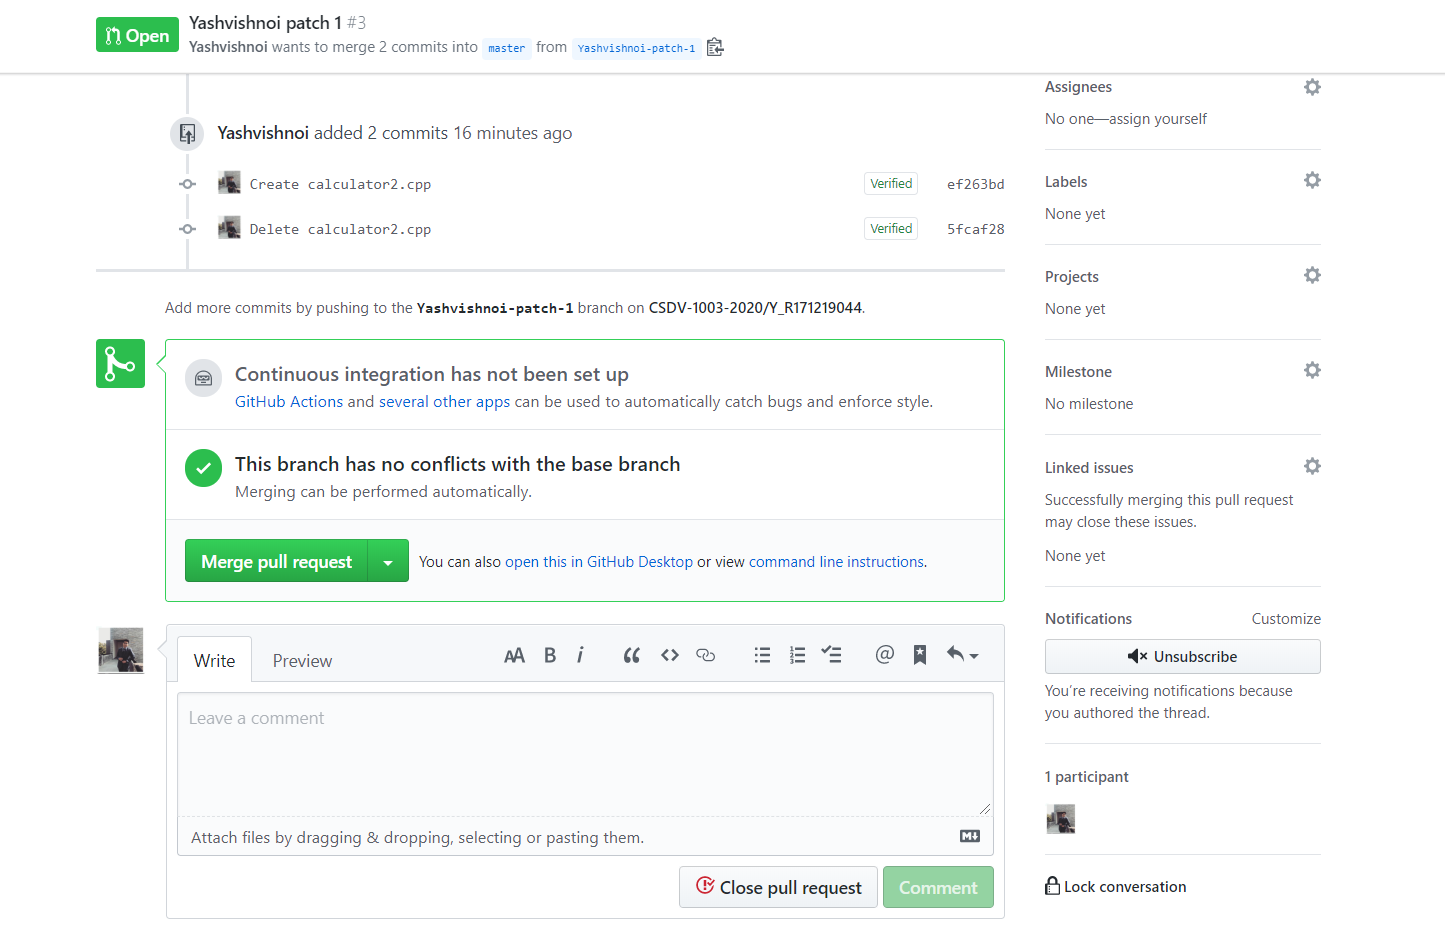 Open
Yashvishnoi patch 1 #3
Yashvishnoi wants to merge 2 commits into master from Yashvishnoi-patch-1
Yashvishnoi added 2 commits 16 minutes ago
Create calculator2.cpp Verified ef263bd
Delete calculator2.cpp Verified 5fcaf28
Add more commits by pushing to the Yashvishnoi-patch-1 branch on CSDV-1003-2020/Y_R171219044.
Continuous integration has not been set up
GitHub Actions and several other apps can be used to automatically catch bugs and enforce style.
This branch has no conflicts with the base branch
Merging can be performed automatically.
Merge pull request
You can also open this in GitHub Desktop or view command line instructions.
Write Preview
AA B i
Leave a comment
Attach files by dragging & dropping, selecting or pasting them.
Close pull request Comment
Assignees
No one—assign yourself
Labels
None yet
Projects
None yet
Milestone
No milestone
Linked issues
Successfully merging this pull request
may close these issues.
None yet
Notifications Customize
Unsubscribe
You’re receiving notifications because
you authored the thread.
1 participant
Lock conversation